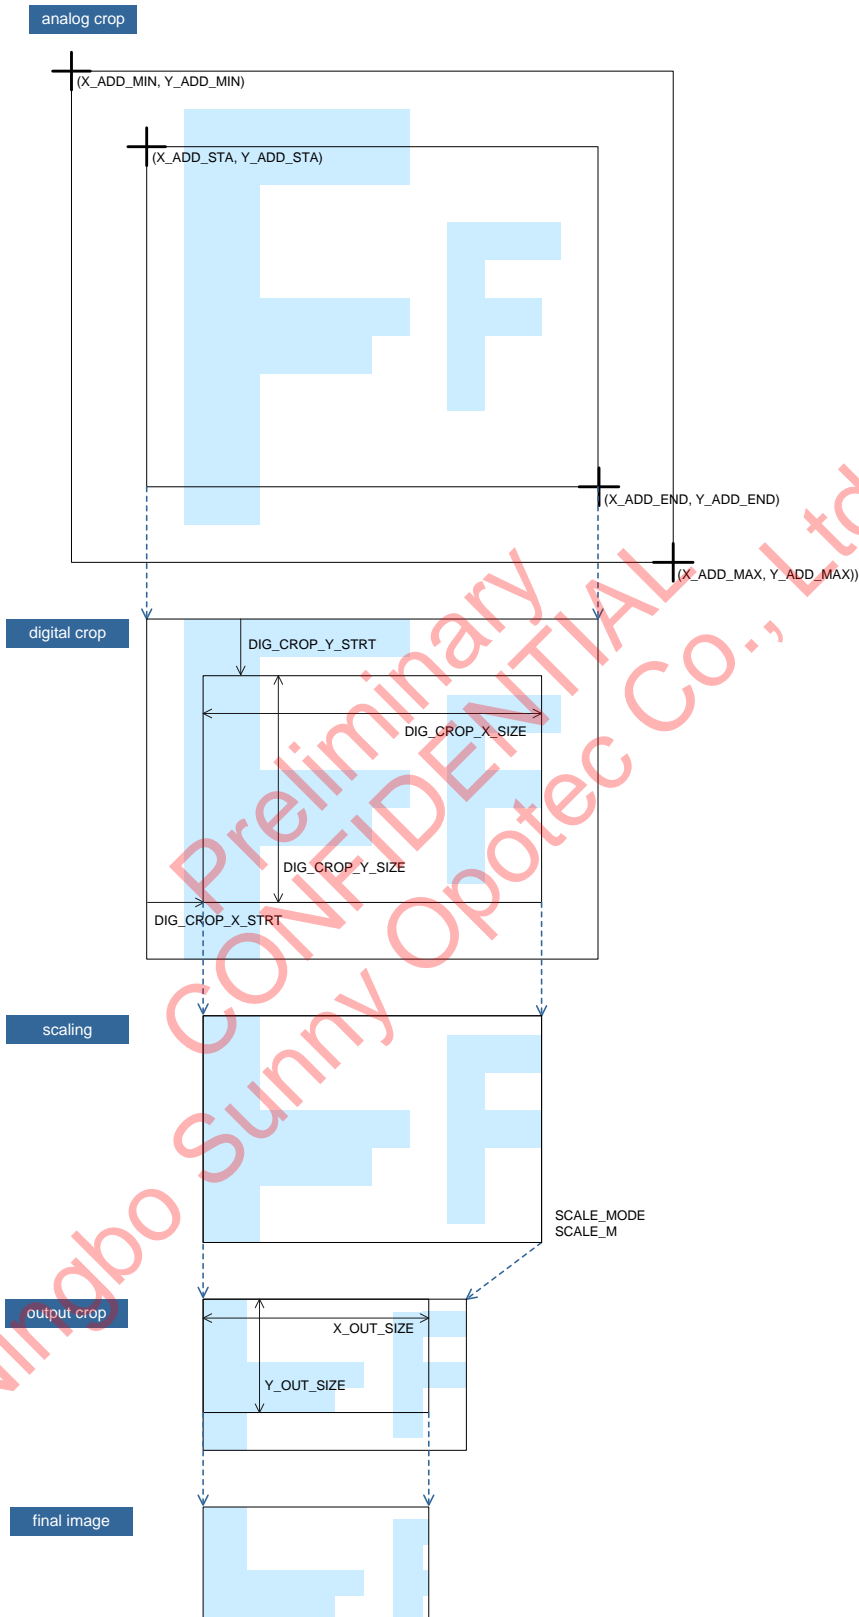 analog crop
(X_ADD_MIN, Y_ADD_MIN)
(X_ADD_STA, Y_ADD_STA)
(X_ADD_END, Y_ADD_END)
(X_ADD_MAX, Y_ADD_MAX))
digital crop
DIG_CROP_Y_STRT
DIG_CROP_X_SIZE
DIG_CROP_Y_SIZE
DIG_CROP_X_STRT
scaling
SCALE_MODE
SCALE_M
output crop
X_OUT_SIZE
Y_OUT_SIZE
final image
Preliminary
CONFIDENTIAL
Ningbo Sunny Opotec Co., Ltd